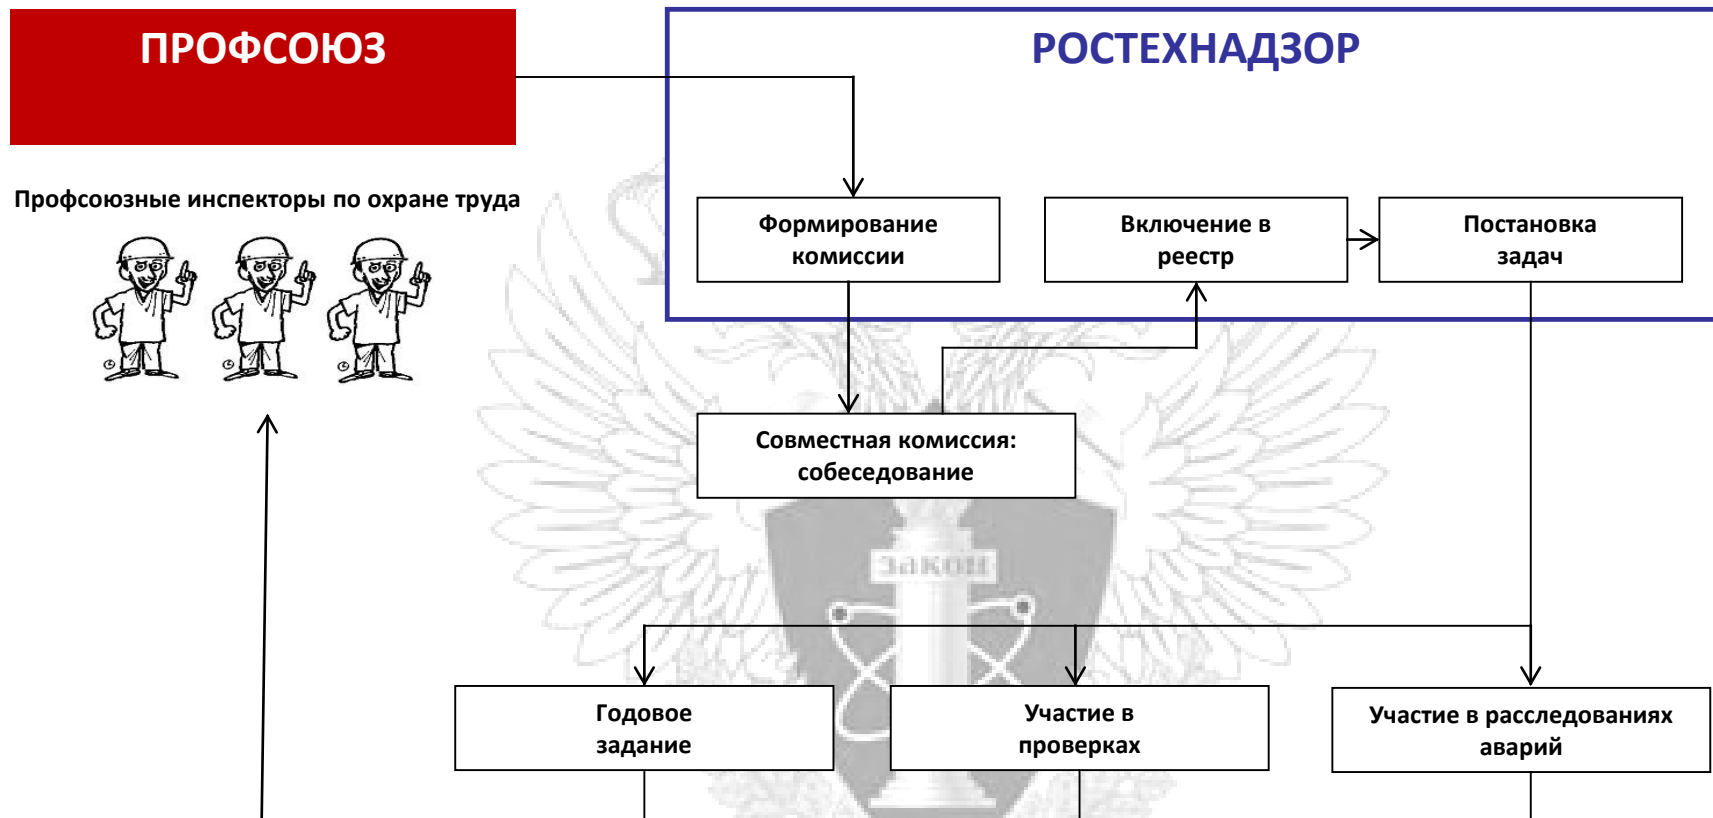 ПРОФСОЮЗ
РОСТЕХНАДЗОР
Профсоюзные инспекторы по охране труда
Формирование
комиссии
Включение в
реестр
Постановка
задач
Совместная комиссия:
собеседование
закон
Годовое
задание
Участие в
проверках
Участие в расследованиях
аварий